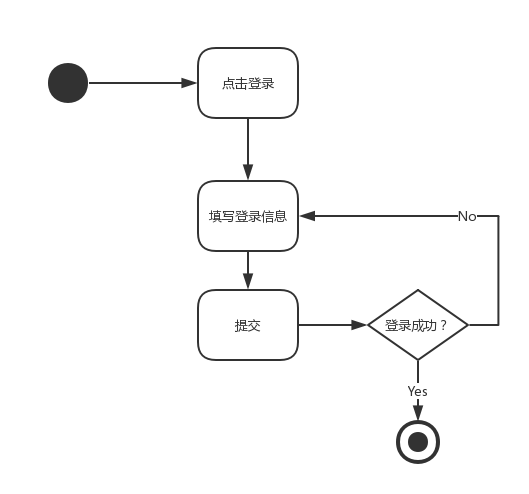 点击登录
填写登录信息
No
提交
登录成功？
Yes